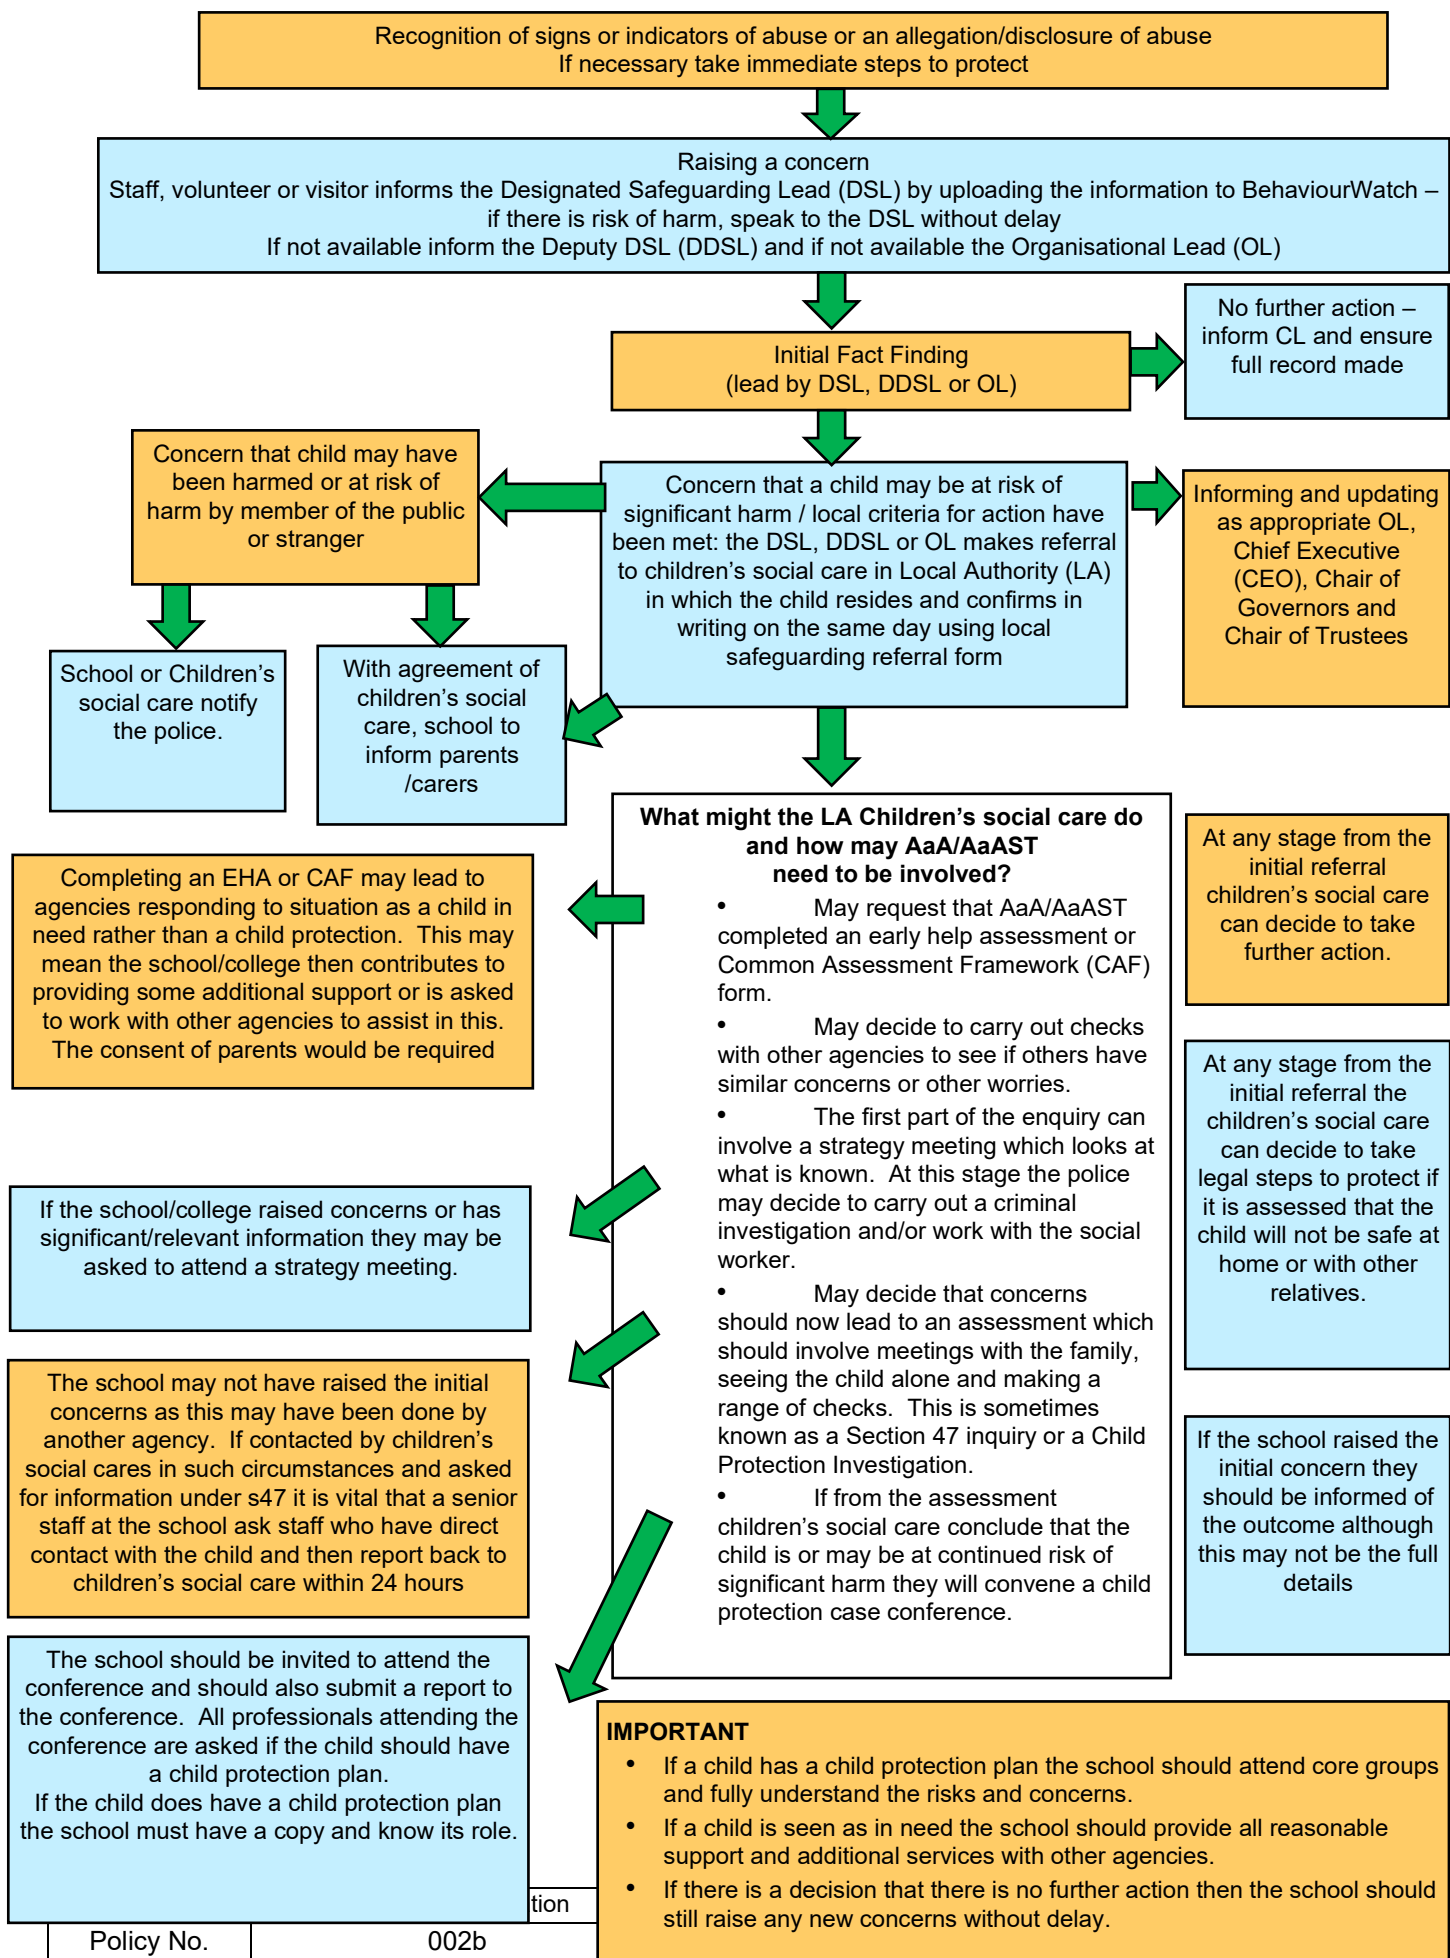 Recognition of signs or indicators of abuse or an allegation/disclosure of abuse
If necessary take immediate steps to protect
Raising a concern
Staff, volunteer or visitor informs the Designated Safeguarding Lead (DSL) by uploading the information to BehaviourWatch –
if there is risk of harm, speak to the DSL without delay
If not available inform the Deputy DSL (DDSL) and if not available the Organisational Lead (OL)
Initial Fact Finding
(lead by DSL, DDSL or OL)
No further action –
inform CL and ensure
full record made
Concern that child may have
been harmed or at risk of
harm by member of the public
or stranger
Concern that a child may be at risk of
significant harm / local criteria for action have
been met: the DSL, DDSL or OL makes referral
to children’s social care in Local Authority (LA)
in which the child resides and confirms in
writing on the same day using local
safeguarding referral form
Informing and updating
as appropriate OL,
Chief Executive
(CEO), Chair of
Governors and
Chair of Trustees
School or Children’s
social care notify
the police.
With agreement of
children’s social
care, school to
inform parents
/carers
What might the LA Children’s social care do
and how may AaA/AaAST
need to be involved?
• May request that AaA/AaAST
completed an early help assessment or
Common Assessment Framework (CAF)
form.
• May decide to carry out checks
with other agencies to see if others have
similar concerns or other worries.
• The first part of the enquiry can
involve a strategy meeting which looks at
what is known. At this stage the police
may decide to carry out a criminal
investigation and/or work with the social
worker.
• May decide that concerns
should now lead to an assessment which
should involve meetings with the family,
seeing the child alone and making a
range of checks. This is sometimes
known as a Section 47 inquiry or a Child
Protection Investigation.
• If from the assessment
children’s social care conclude that the
child is or may be at continued risk of
significant harm they will convene a child
protection case conference.
Completing an EHA or CAF may lead to
agencies responding to situation as a child in
need rather than a child protection. This may
mean the school/college then contributes to
providing some additional support or is asked
to work with other agencies to assist in this.
The consent of parents would be required
If the school/college raised concerns or has
significant/relevant information they may be
asked to attend a strategy meeting.
The school may not have raised the initial
concerns as this may have been done by
another agency. If contacted by children’s
social cares in such circumstances and asked
for information under s47 it is vital that a senior
staff at the school ask staff who have direct
contact with the child and then report back to
children’s social care within 24 hours
The school should be invited to attend the
conference and should also submit a report to
the conference. All professionals attending the
conference are asked if the child should have
a child protection plan.
If the child does have a child protection plan
the school must have a copy and know its role.
At any stage from the
initial referral
children’s social care
can decide to take
further action.
At any stage from the
initial referral the
children’s social care
can decide to take
legal steps to protect if
it is assessed that the
child will not be safe at
home or with other
relatives.
If the school raised the
initial concern they
should be informed of
the outcome although
this may not be the full
details
IMPORTANT
• If a child has a child protection plan the school should attend core groups
and fully understand the risks and concerns.
• If a child is seen as in need the school should provide all reasonable
support and additional services with other agencies.
• If there is a decision that there is no further action then the school should
still raise any new concerns without delay.
tion
Policy No. 002b